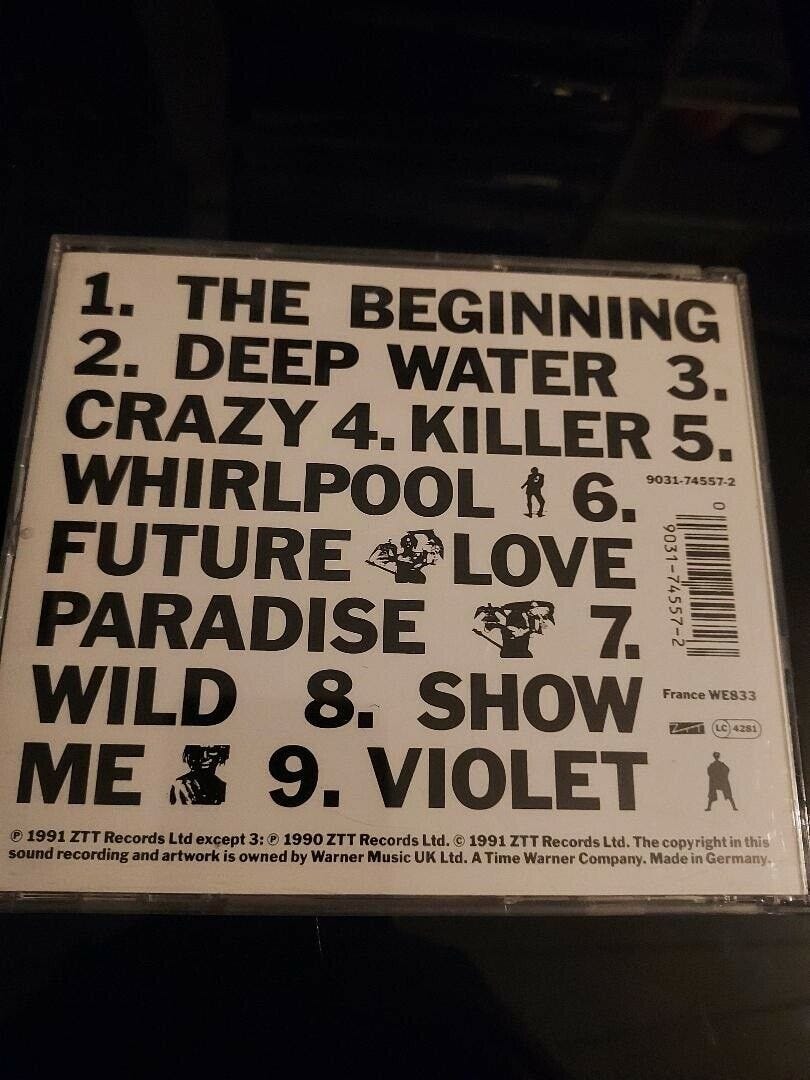 1. THE BEGINNING
2. DEEP WATER 3.
CRAZY 4. KILLER 5.
WHIRLPOOL 6.
9031-74557-2
FUTURE LOVE
PARADISE 7.
0
9031-74557-2
WILD 8. SHOW
France WE833
ZTT LC 4281
ME 9. VIOLET
℗ 1991 ZTT Records Ltd except 3: ℗ 1990 ZTT Records Ltd. © 1991 ZTT Records Ltd. The copyright in this
sound recording and artwork is owned by Warner Music UK Ltd. A Time Warner Company. Made in Germany.